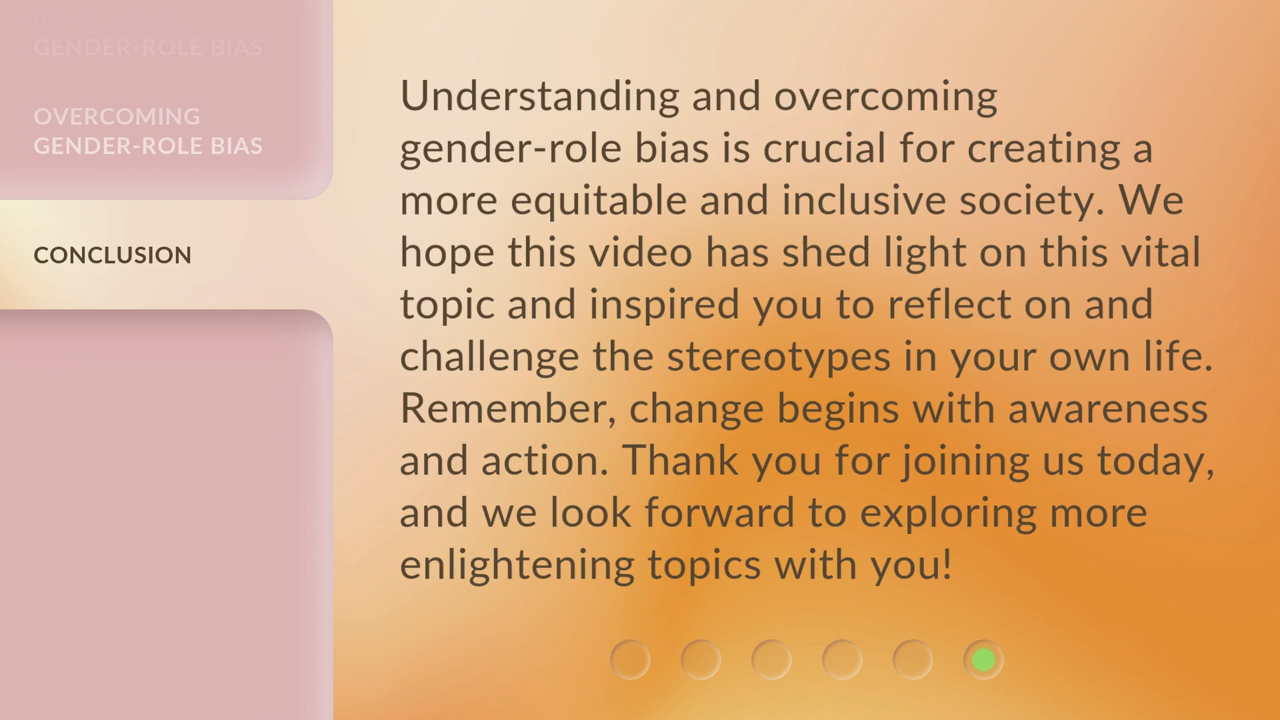 GENDER-ROLE BIAS
OVERCOMING
GENDER-ROLE BIAS
CONCLUSION
Understanding and overcoming
gender-role bias is crucial for creating a
more equitable and inclusive society. We
hope this video has shed light on this vital
topic and inspired you to reflect on and
challenge the stereotypes in your own life.
Remember, change begins with awareness
and action. Thank you for joining us today,
and we look forward to exploring more
enlightening topics with you!